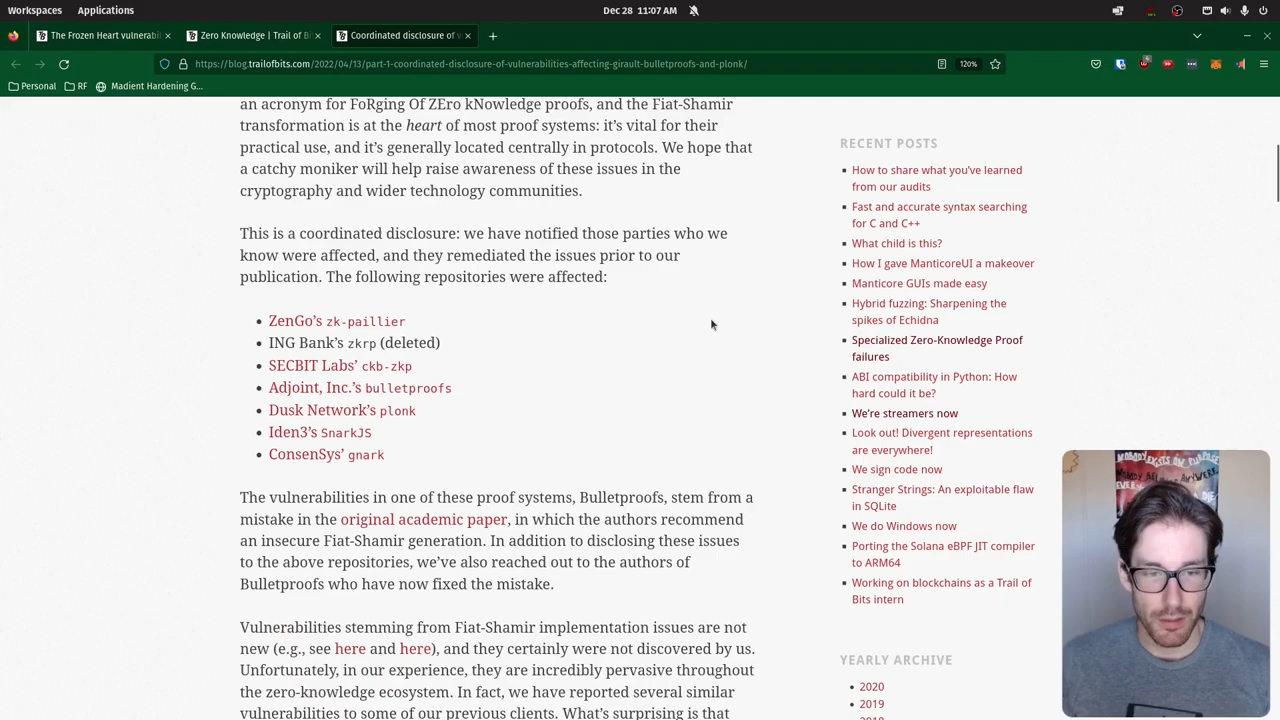 Workspaces Applications Dec 28 11:07 AM
The Frozen Heart vulnerabil Zero Knowledge | Trail of Bi Coordinated disclosure of v
https://blog.trailofbits.com/2022/04/13/part-1-coordinated-disclosure-of-vulnerabilities-affecting-girault-bulletproofs-and-plonk/ 120%
Personal RF Madient Hardening G...
an acronym for FoRging Of ZEro kNowledge proofs, and the Fiat-Shamir
transformation is at the heart of most proof systems: it's vital for their
practical use, and it's generally located centrally in protocols. We hope that
a catchy moniker will help raise awareness of these issues in the
cryptography and wider technology communities.
This is a coordinated disclosure: we have notified those parties who we
know were affected, and they remediated the issues prior to our
publication. The following repositories were affected:
ZenGo's zk-paillier
ING Bank's zkrp (deleted)
SECBIT Labs' ckb-zkp
Adjoint, Inc.'s bulletproofs
Dusk Network's plonk
Iden3's SnarkJS
ConsenSys' gnark
The vulnerabilities in one of these proof systems, Bulletproofs, stem from a
mistake in the original academic paper, in which the authors recommend
an insecure Fiat-Shamir generation. In addition to disclosing these issues
to the above repositories, we've also reached out to the authors of
Bulletproofs who have now fixed the mistake.
Vulnerabilities stemming from Fiat-Shamir implementation issues are not
new (e.g., see here and here), and they certainly were not discovered by us.
Unfortunately, in our experience, they are incredibly pervasive throughout
the zero-knowledge ecosystem. In fact, we have reported several similar
vulnerabilities to some of our previous clients. What's surprising is that
RECENT POSTS
How to share what you've learned
from our audits
Fast and accurate syntax searching
for C and C++
What child is this?
How I gave ManticoreUI a makeover
Manticore GUIs made easy
Hybrid fuzzing: Sharpening the
spikes of Echidna
Specialized Zero-Knowledge Proof
failures
ABI compatibility in Python: How
hard could it be?
We're streamers now
Look out! Divergent representations
are everywhere!
We sign code now
Stranger Strings: An exploitable flaw
in SQLite
We do Windows now
Porting the Solana eBPF JIT compiler
to ARM64
Working on blockchains as a Trail of
Bits intern
YEARLY ARCHIVE
2020
2019